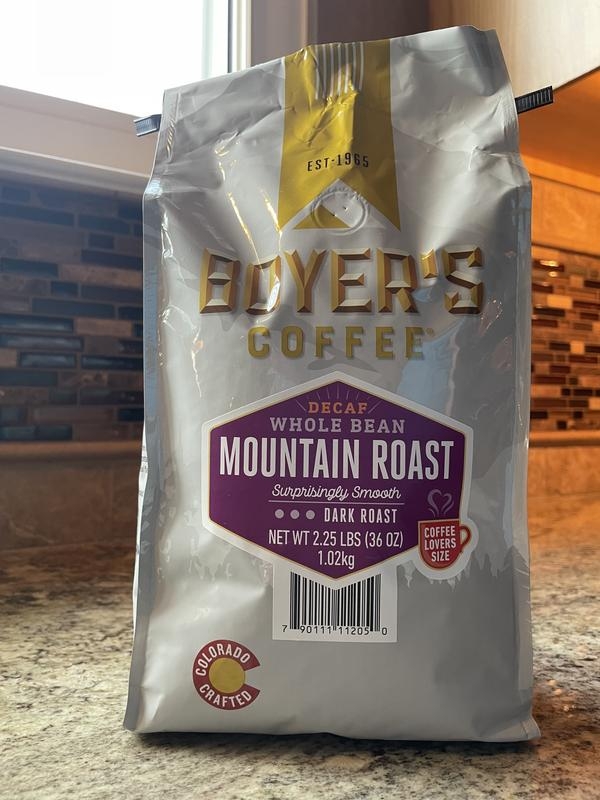 EST·1965
BOYER'S
COFFEE
DECAF
WHOLE BEAN
MOUNTAIN ROAST
Surprisingly Smooth
DARK ROAST
NET WT 2.25 LBS (36 OZ)
1.02kg
COFFEE
LOVERS
SIZE
7 90111 11205 0
COLORADO
CRAFTED